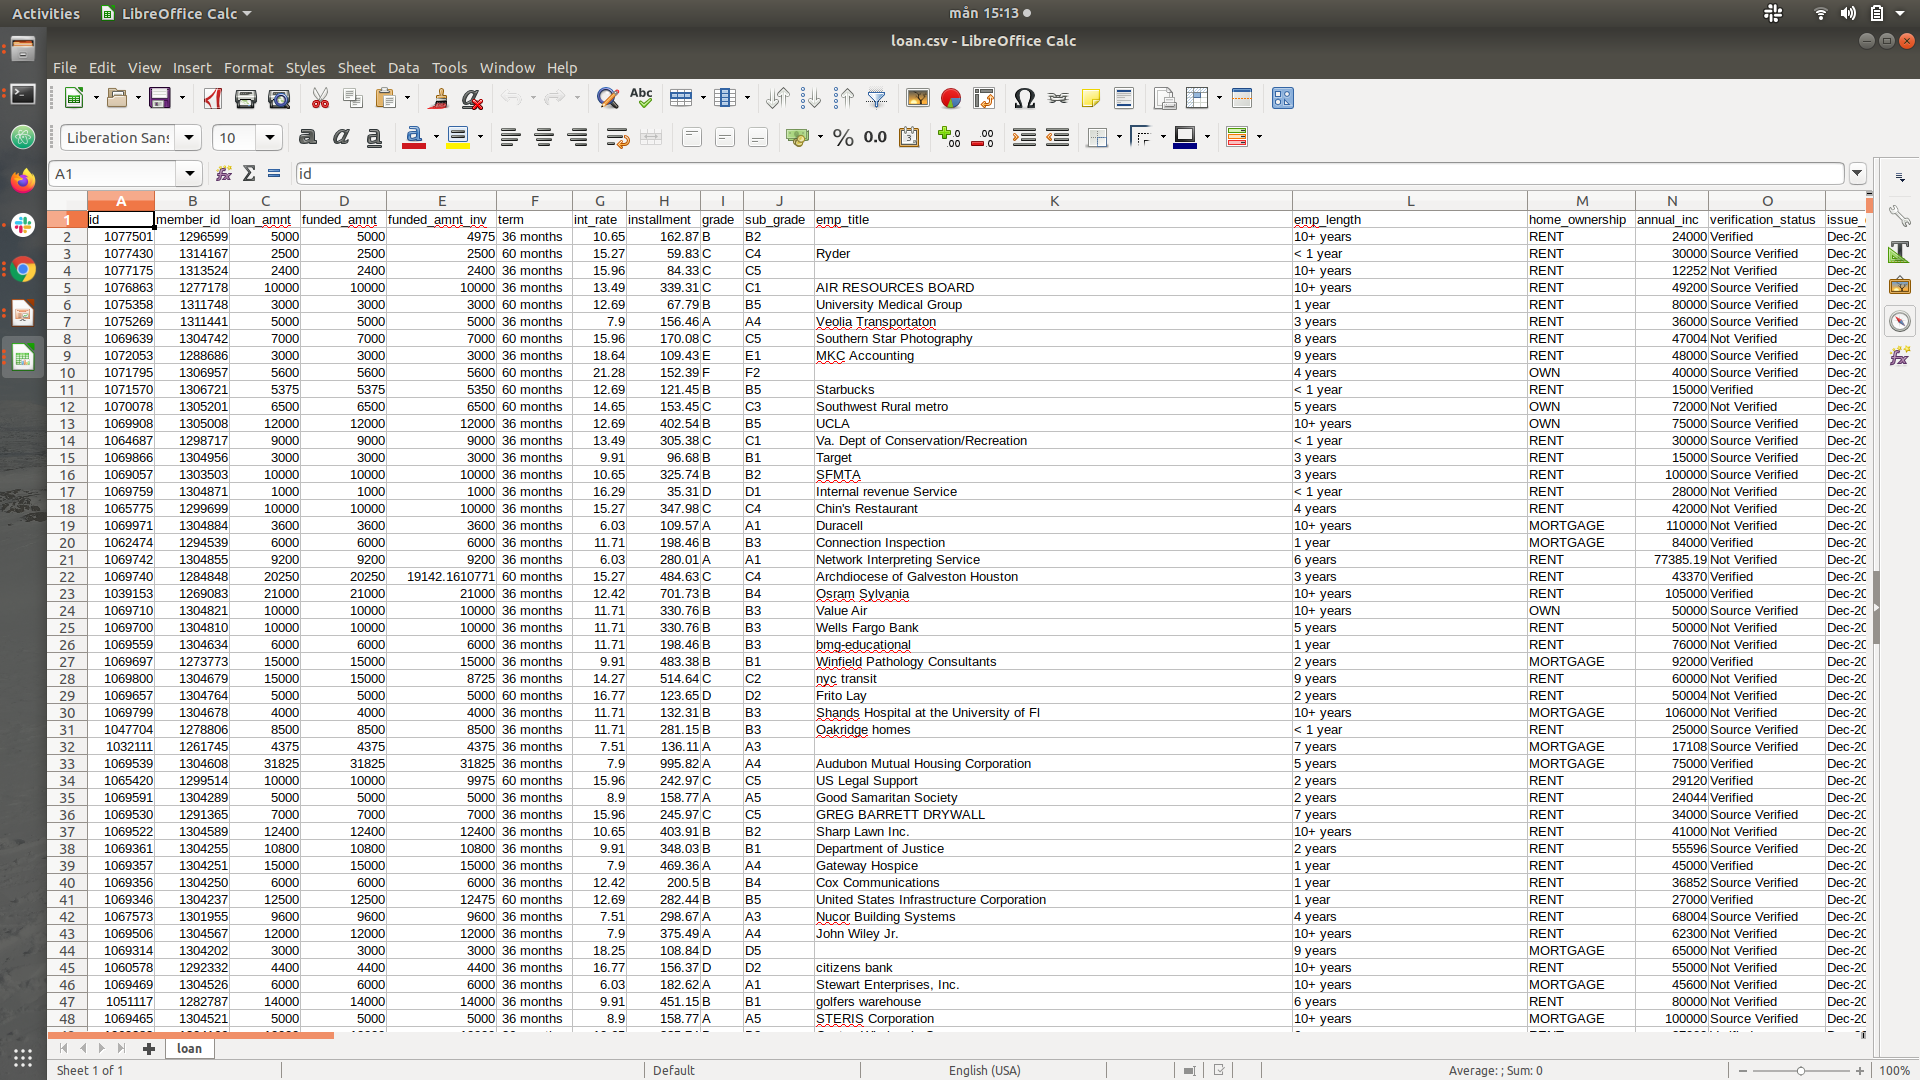 Activities LibreOffice Calc mån 15:13
loan.csv - LibreOffice Calc
File Edit View Insert Format Styles Sheet Data Tools Window Help
Liberation Sans 10
A1 id
A B C D E F G H I J K L M N O
1 id member_id loan_amnt funded_amnt funded_amnt_inv term int_rate installment grade sub_grade emp_title emp_length home_ownership annual_inc verification_status issue_
2 1077501 1296599 5000 5000 4975 36 months 10.65 162.87 B B2 10+ years RENT 24000 Verified Dec-20
3 1077430 1314167 2500 2500 2500 60 months 15.27 59.83 C C4 Ryder < 1 year RENT 30000 Source Verified Dec-20
4 1077175 1313524 2400 2400 2400 36 months 15.96 84.33 C C5 10+ years RENT 12252 Not Verified Dec-20
5 1076863 1277178 10000 10000 10000 36 months 13.49 339.31 C C1 AIR RESOURCES BOARD 10+ years RENT 49200 Source Verified Dec-20
6 1075358 1311748 3000 3000 3000 60 months 12.69 67.79 B B5 University Medical Group 1 year RENT 80000 Source Verified Dec-20
7 1075269 1311441 5000 5000 5000 36 months 7.9 156.46 A A4 Veolia Transportaton 3 years RENT 36000 Source Verified Dec-20
8 1069639 1304742 7000 7000 7000 60 months 15.96 170.08 C C5 Southern Star Photography 8 years RENT 47004 Not Verified Dec-20
9 1072053 1288686 3000 3000 3000 36 months 18.64 109.43 E E1 MKC Accounting 9 years RENT 48000 Source Verified Dec-20
10 1071795 1306957 5600 5600 5600 60 months 21.28 152.39 F F2 4 years OWN 40000 Source Verified Dec-20
11 1071570 1306721 5375 5375 5350 60 months 12.69 121.45 B B5 Starbucks < 1 year RENT 15000 Verified Dec-20
12 1070078 1305201 6500 6500 6500 60 months 14.65 153.45 C C3 Southwest Rural metro 5 years OWN 72000 Not Verified Dec-20
13 1069908 1305008 12000 12000 12000 36 months 12.69 402.54 B B5 UCLA 10+ years OWN 75000 Source Verified Dec-20
14 1064687 1298717 9000 9000 9000 36 months 13.49 305.38 C C1 Va. Dept of Conservation/Recreation < 1 year RENT 30000 Source Verified Dec-20
15 1069866 1304956 3000 3000 3000 36 months 9.91 96.68 B B1 Target 3 years RENT 15000 Source Verified Dec-20
16 1069057 1303503 10000 10000 10000 36 months 10.65 325.74 B B2 SFMTA 3 years RENT 100000 Source Verified Dec-20
17 1069759 1304871 1000 1000 1000 36 months 16.29 35.31 D D1 Internal revenue Service < 1 year RENT 28000 Not Verified Dec-20
18 1065775 1299699 10000 10000 10000 36 months 15.27 347.98 C C4 Chin's Restaurant 4 years RENT 42000 Not Verified Dec-20
19 1069971 1304884 3600 3600 3600 36 months 6.03 109.57 A A1 Duracell 10+ years MORTGAGE 110000 Not Verified Dec-20
20 1062474 1294539 6000 6000 6000 36 months 11.71 198.46 B B3 Connection Inspection 1 year MORTGAGE 84000 Verified Dec-20
21 1069742 1304855 9200 9200 9200 36 months 6.03 280.01 A A1 Network Interpreting Service 6 years RENT 77385.19 Not Verified Dec-20
22 1069740 1284848 20250 20250 19142.1610771 60 months 15.27 484.63 C C4 Archdiocese of Galveston Houston 3 years RENT 43370 Verified Dec-20
23 1039153 1269083 21000 21000 21000 36 months 12.42 701.73 B B4 Osram Sylvania 10+ years RENT 105000 Verified Dec-20
24 1069710 1304821 10000 10000 10000 36 months 11.71 330.76 B B3 Value Air 10+ years OWN 50000 Source Verified Dec-20
25 1069700 1304810 10000 10000 10000 36 months 11.71 330.76 B B3 Wells Fargo Bank 5 years RENT 50000 Not Verified Dec-20
26 1069559 1304634 6000 6000 6000 36 months 11.71 198.46 B B3 bmg-educational 1 year RENT 76000 Not Verified Dec-20
27 1069697 1273773 15000 15000 15000 36 months 9.91 483.38 B B1 Winfield Pathology Consultants 2 years MORTGAGE 92000 Verified Dec-20
28 1069800 1304679 15000 15000 8725 36 months 14.27 514.64 C C2 nyc transit 9 years RENT 60000 Not Verified Dec-20
29 1069657 1304764 5000 5000 5000 60 months 16.77 123.65 D D2 Frito Lay 2 years RENT 50004 Not Verified Dec-20
30 1069799 1304678 4000 4000 4000 36 months 11.71 132.31 B B3 Shands Hospital at the University of Fl 10+ years MORTGAGE 106000 Not Verified Dec-20
31 1047704 1278806 8500 8500 8500 36 months 11.71 281.15 B B3 Oakridge homes < 1 year RENT 25000 Source Verified Dec-20
32 1032111 1261745 4375 4375 4375 36 months 7.51 136.11 A A3 7 years MORTGAGE 17108 Source Verified Dec-20
33 1069539 1304608 31825 31825 31825 36 months 7.9 995.82 A A4 Audubon Mutual Housing Corporation 5 years MORTGAGE 75000 Verified Dec-20
34 1065420 1299514 10000 10000 9975 60 months 15.96 242.97 C C5 US Legal Support 2 years RENT 29120 Verified Dec-20
35 1069591 1304289 5000 5000 5000 36 months 8.9 158.77 A A5 Good Samaritan Society 2 years RENT 24044 Verified Dec-20
36 1069530 1291365 7000 7000 7000 36 months 15.96 245.97 C C5 GREG BARRETT DRYWALL 7 years RENT 34000 Source Verified Dec-20
37 1069522 1304589 12400 12400 12400 36 months 10.65 403.91 B B2 Sharp Lawn Inc. 10+ years RENT 41000 Not Verified Dec-20
38 1069361 1304255 10800 10800 10800 36 months 9.91 348.03 B B1 Department of Justice 2 years RENT 55596 Source Verified Dec-20
39 1069357 1304251 15000 15000 15000 36 months 7.9 469.36 A A4 Gateway Hospice 1 year RENT 45000 Verified Dec-20
40 1069356 1304250 6000 6000 6000 36 months 12.42 200.5 B B4 Cox Communications 1 year RENT 36852 Source Verified Dec-20
41 1069346 1304237 12500 12500 12475 60 months 12.69 282.44 B B5 United States Infrastructure Corporation 1 year RENT 27000 Verified Dec-20
42 1067573 1301955 9600 9600 9600 36 months 7.51 298.67 A A3 Nucor Building Systems 4 years RENT 68004 Source Verified Dec-20
43 1069506 1304567 12000 12000 12000 36 months 7.9 375.49 A A4 John Wiley Jr. 10+ years RENT 62300 Not Verified Dec-20
44 1069314 1304202 3000 3000 3000 36 months 18.25 108.84 D D5 9 years MORTGAGE 65000 Not Verified Dec-20
45 1060578 1292332 4400 4400 4400 36 months 16.77 156.37 D D2 citizens bank 10+ years RENT 55000 Not Verified Dec-20
46 1069469 1304526 6000 6000 6000 36 months 6.03 182.62 A A1 Stewart Enterprises, Inc. 10+ years MORTGAGE 45600 Not Verified Dec-20
47 1051117 1282787 14000 14000 14000 36 months 9.91 451.15 B B1 golfers warehouse 6 years RENT 80000 Not Verified Dec-20
48 1069465 1304521 5000 5000 5000 36 months 8.9 158.77 A A5 STERIS Corporation 10+ years MORTGAGE 100000 Source Verified Dec-20
loan
Sheet 1 of 1 Default English (USA) Average: ; Sum: 0 100%